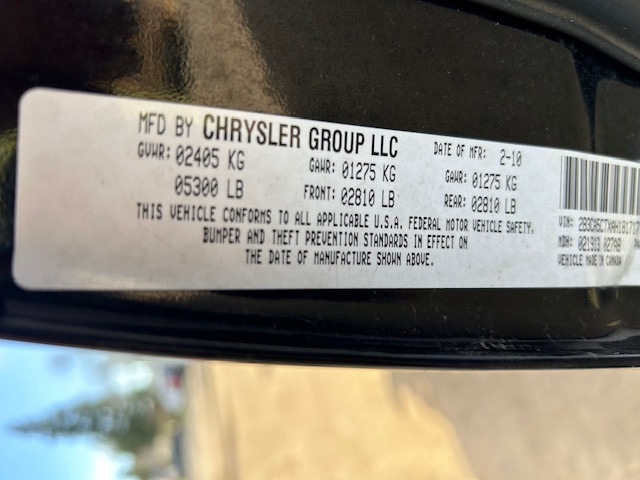 MFD BY CHRYSLER GROUP LLC
DATE OF MFR: 2-10
GVWR: 02405 KG
GAWR: 01275 KG
GAWR: 01275 KG
05300 LB
FRONT: 02810 LB
REAR: 02810 LB
THIS VEHICLE CONFORMS TO ALL APPLICABLE U.S.A. FEDERAL MOTOR VEHICLE SAFETY.
BUMPER AND THEFT PREVENTION STANDARDS IN EFFECT ON
THE DATE OF MANUFACTURE SHOWN ABOVE.
VIN:
MDH:
VEHICLE MADE IN CANADA